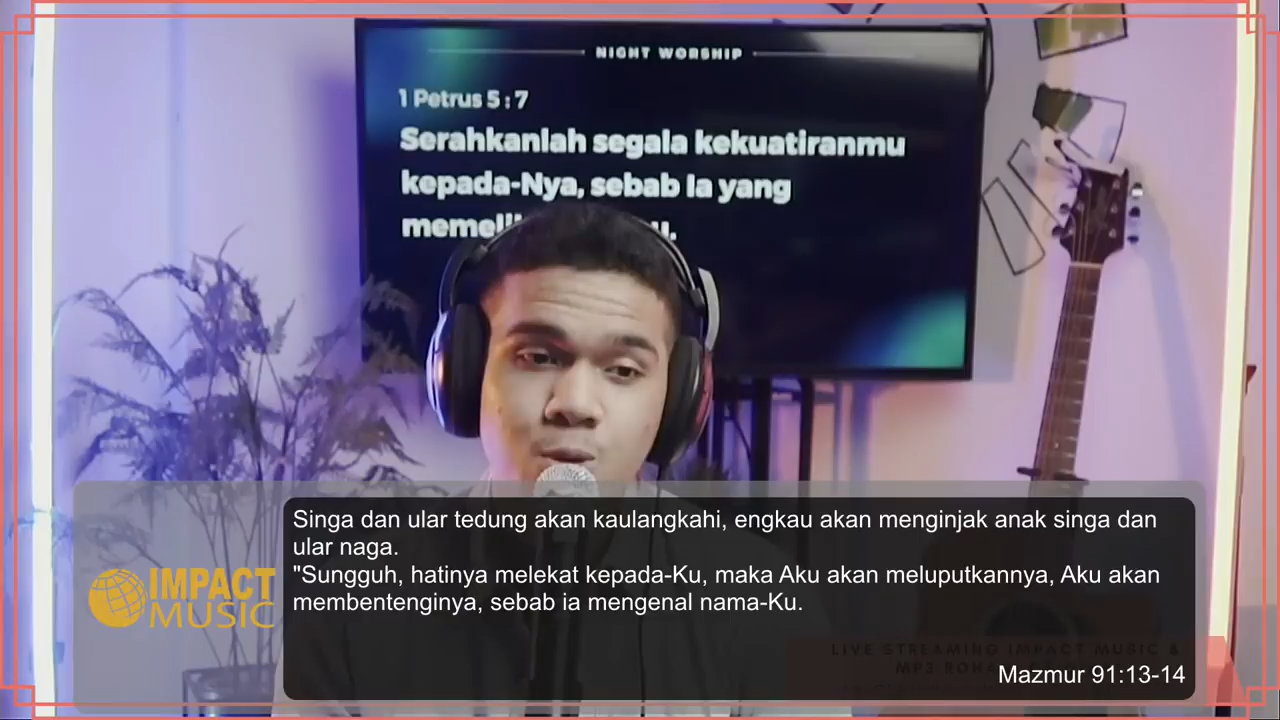 NIGHT WORSHIP
1 Petrus 5 : 7
Serahkanlah segala kekuatiranmu
kepada-Nya, sebab Ia yang
Singa dan ular tedung akan kaulangkahi, engkau akan menginjak anak singa dan
ular naga.
"Sungguh, hatinya melekat kepada-Ku, maka Aku akan meluputkannya, Aku akan
membentenginya, sebab ia mengenal nama-Ku.
IMPACT
MUSIC
LIVE STREAMING IMPACT MUSIC &
MP3
Mazmur 91:13-14